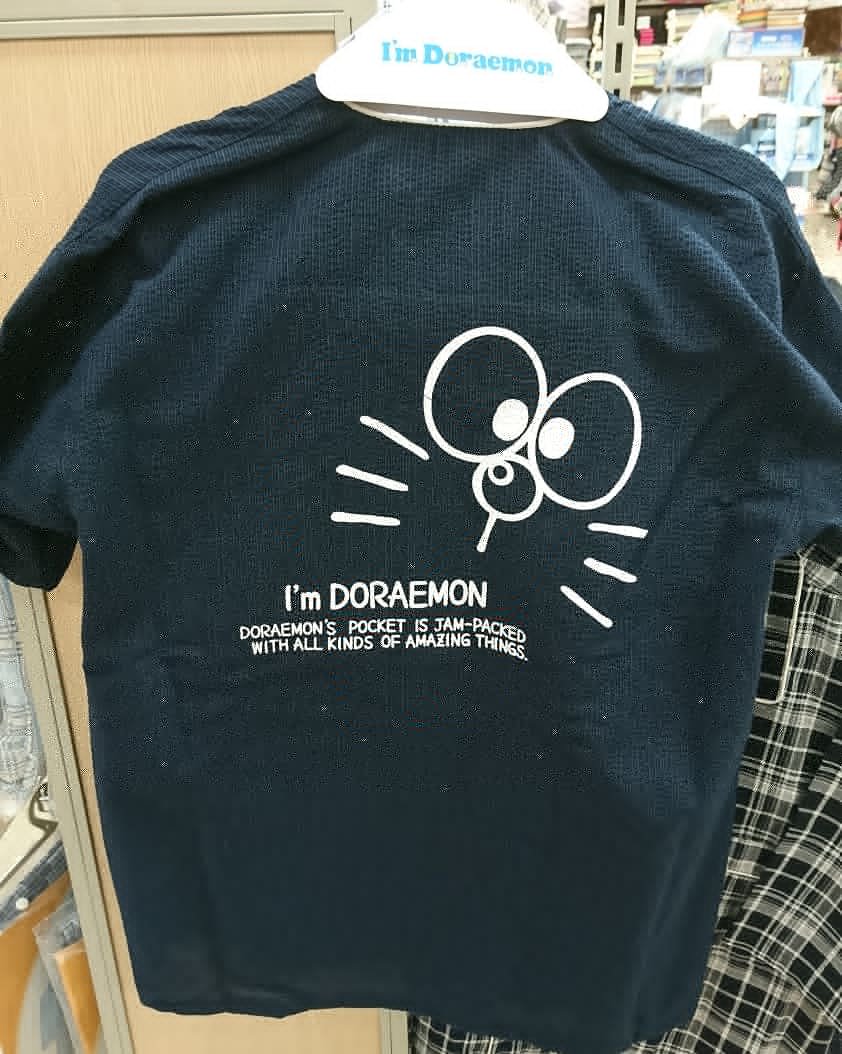 I'm Doraemon
I'm DORAEMON
DORAEMON'S POCKET IS JAM-PACKED
WITH ALL KINDS OF AMAZING THINGS.